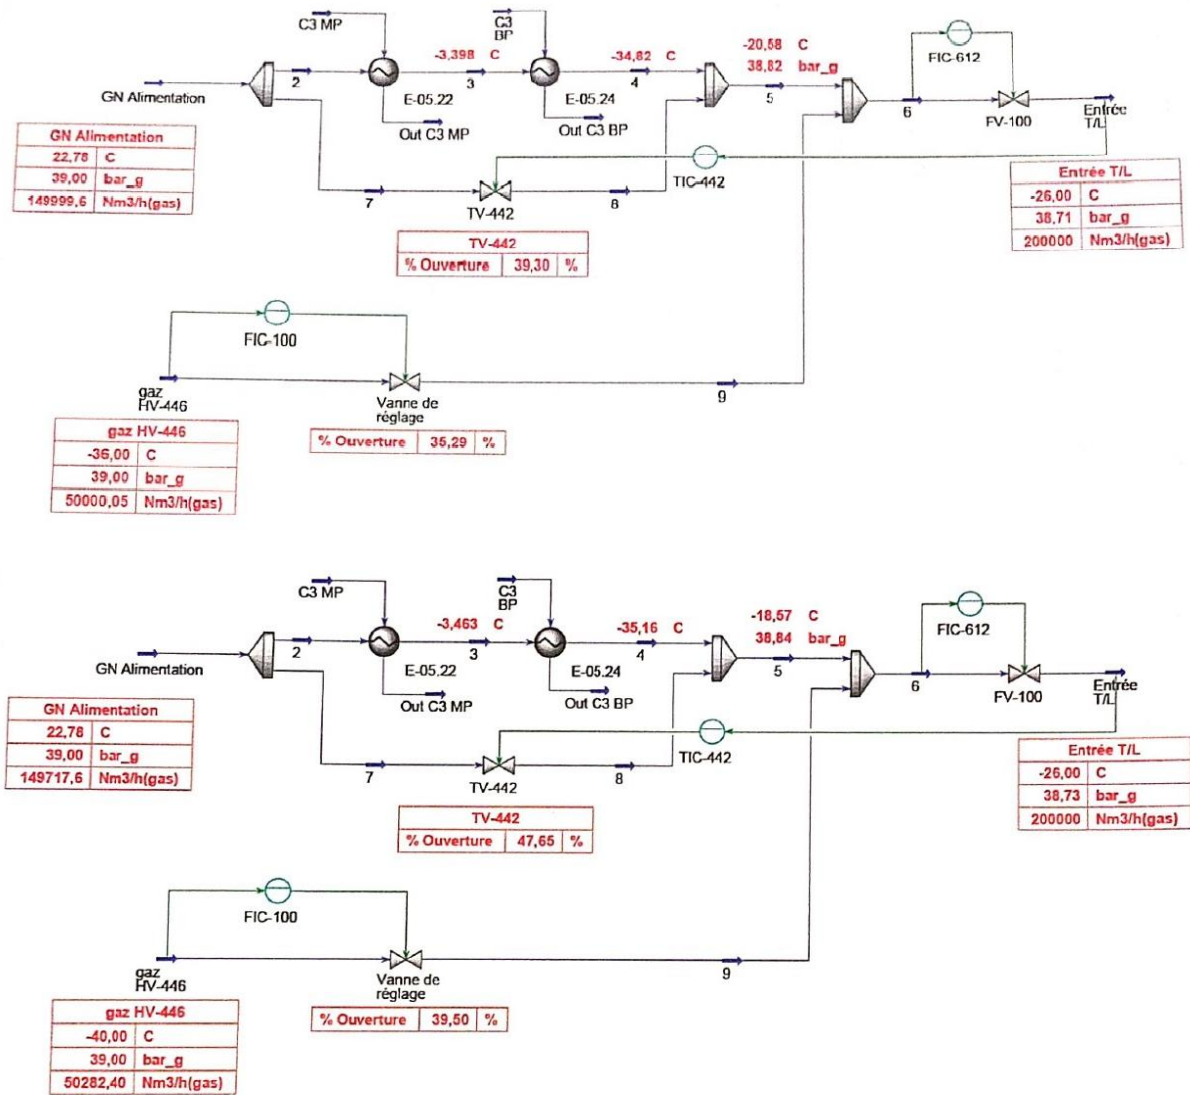 C3 MP
C3
BP
-3,398 C
-34,82 C
-20,58 C
38,82 bar_g
FIC-612
GN Alimentation
2
3
4
5
6
E-05.22
E-05.24
FV-100
Entrée
T/L
Out C3 MP
Out C3 BP
GN Alimentation
22,78 C
39,00 bar_g
149999,6 Nm3/h(gas)
7
TV-442
8
TIC-442
Entrée T/L
-26,00 C
38,71 bar_g
200000 Nm3/h(gas)
TV-442
% Ouverture 39,30 %
FIC-100
gaz
HV-446
Vanne de
réglage
9
gaz HV-446
-36,00 C
39,00 bar_g
50000,05 Nm3/h(gas)
% Ouverture 35,29 %
C3 MP
C3
BP
-3,463 C
-35,16 C
-18,57 C
38,84 bar_g
FIC-612
GN Alimentation
2
3
4
5
6
E-05.22
E-05.24
FV-100
Entrée
T/L
Out C3 MP
Out C3 BP
GN Alimentation
22,78 C
39,00 bar_g
149717,6 Nm3/h(gas)
7
TV-442
8
TIC-442
Entrée T/L
-26,00 C
38,73 bar_g
200000 Nm3/h(gas)
TV-442
% Ouverture 47,65 %
FIC-100
gaz
HV-446
Vanne de
réglage
9
gaz HV-446
-40,00 C
39,00 bar_g
50282,40 Nm3/h(gas)
% Ouverture 39,50 %